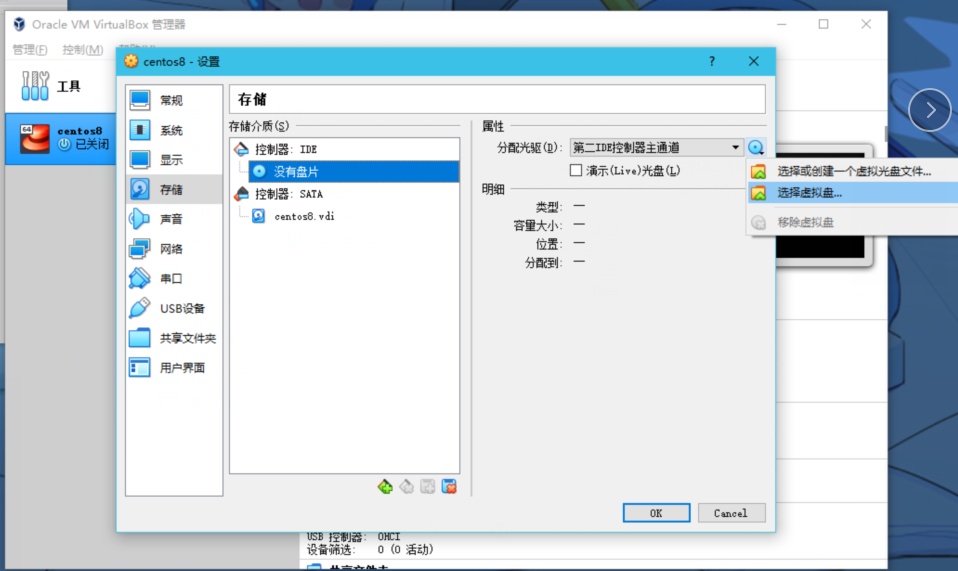 Oracle VM VirtualBox 管理器
管理(F) 控制(M)
工具
64
centos8
已关闭
centos8 - 设置
?
常规
系统
显示
存储
声音
网络
串口
USB设备
共享文件夹
用户界面
存储
存储介质(S)
控制器: IDE
没有盘片
控制器: SATA
centos8.vdi
属性
分配光驱(D): 第二IDE控制器主通道
演示(Live)光盘(L)
明细
类型: --
容量大小: --
位置: --
分配到: --
选择或创建一个虚拟光盘文件...
选择虚拟盘...
移除虚拟盘
OK
Cancel
USB 控制器: OHCI
设备筛选: 0 (0 活动)